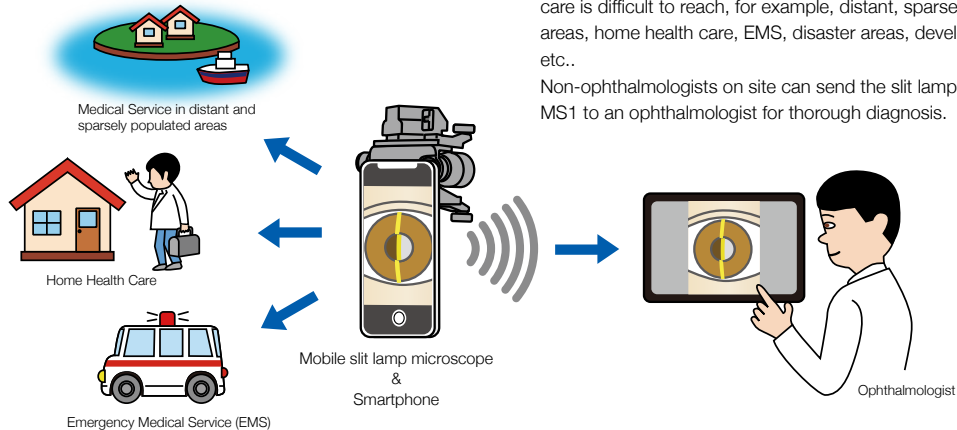 care is difficult to reach, for example, distant, sparse
areas, home health care, EMS, disaster areas, devel
etc..
Non-ophthalmologists on site can send the slit lamp
MS1 to an ophthalmologist for thorough diagnosis.
Medical Service in distant and
sparsely populated areas
Home Health Care
Emergency Medical Service (EMS)
Mobile slit lamp microscope
&
Smartphone
Ophthalmologist